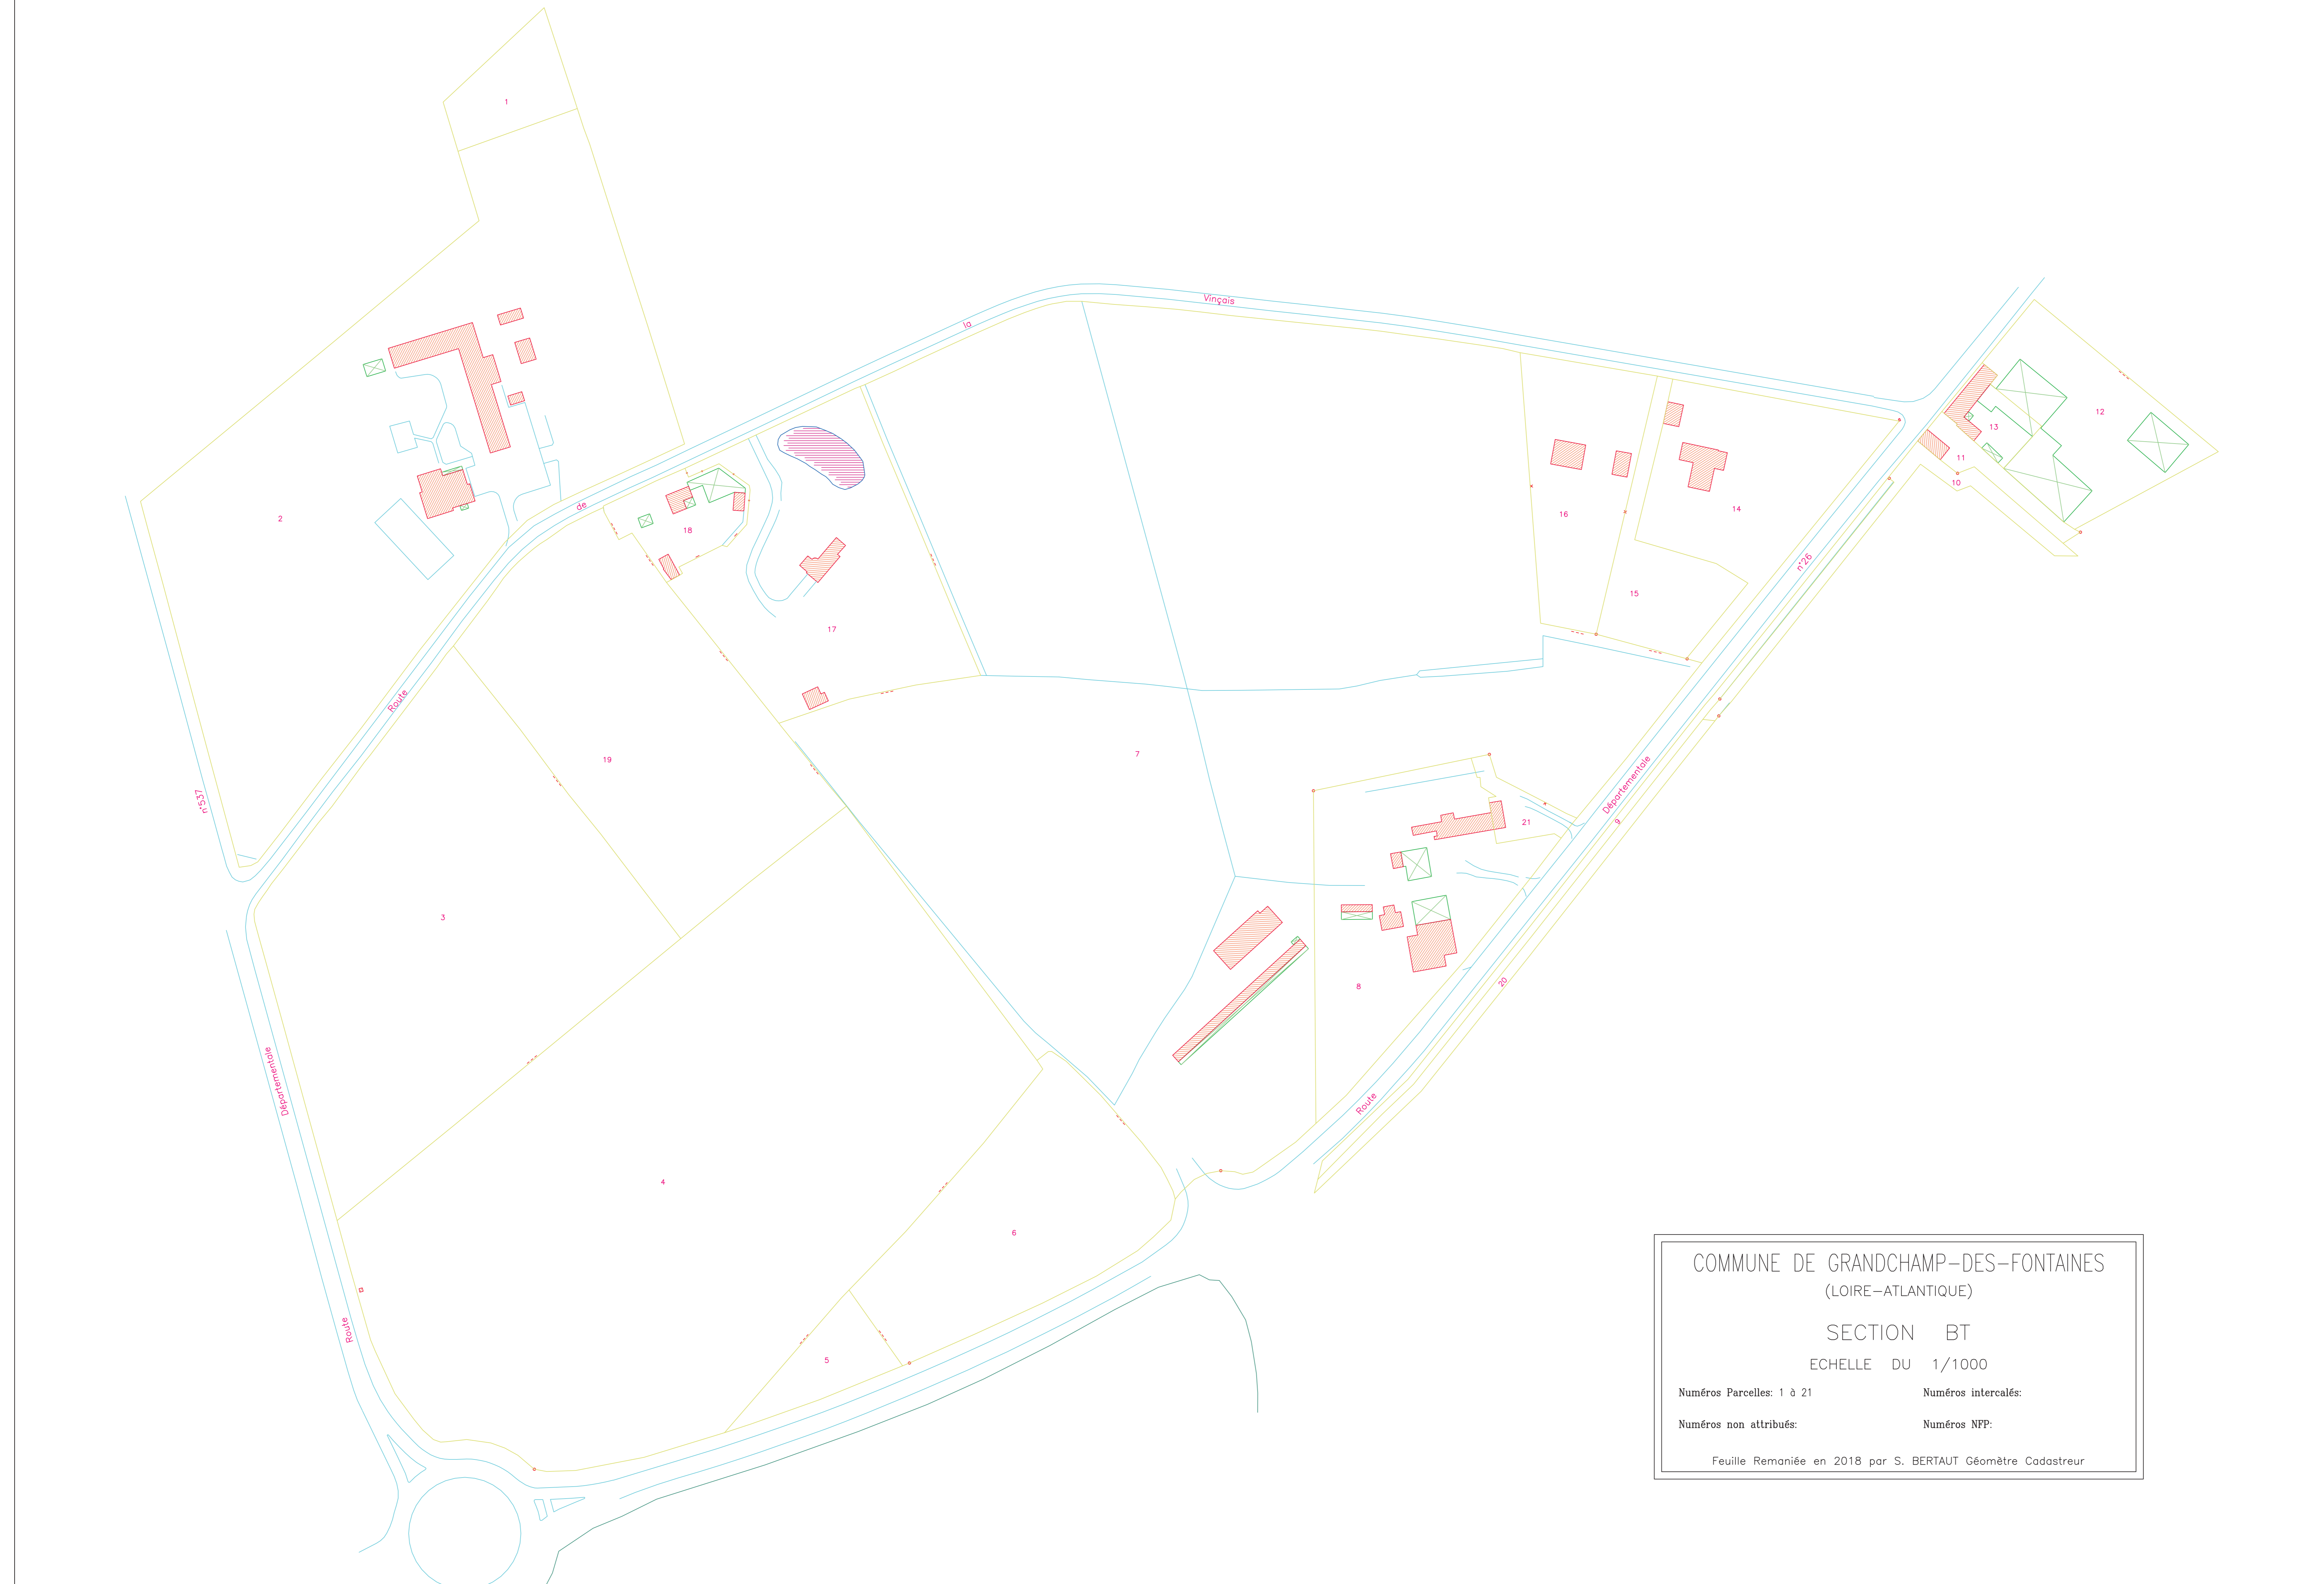 1
2
Vinçais
la
de
12
13
11
10
16
14
18
15
n°26
17
Route
19
7
n°537
Départementale
9
21
3
8
20
Départementale
Route
4
6
Route
5
COMMUNE DE GRANDCHAMP-DES-FONTAINES
(LOIRE-ATLANTIQUE)
SECTION BT
ECHELLE DU 1/1000
Numéros Parcelles: 1 à 21
Numéros intercalés:
Numéros non attribués:
Numéros NFP:
Feuille Remaniée en 2018 par S. BERTAUT Géomètre Cadastreur